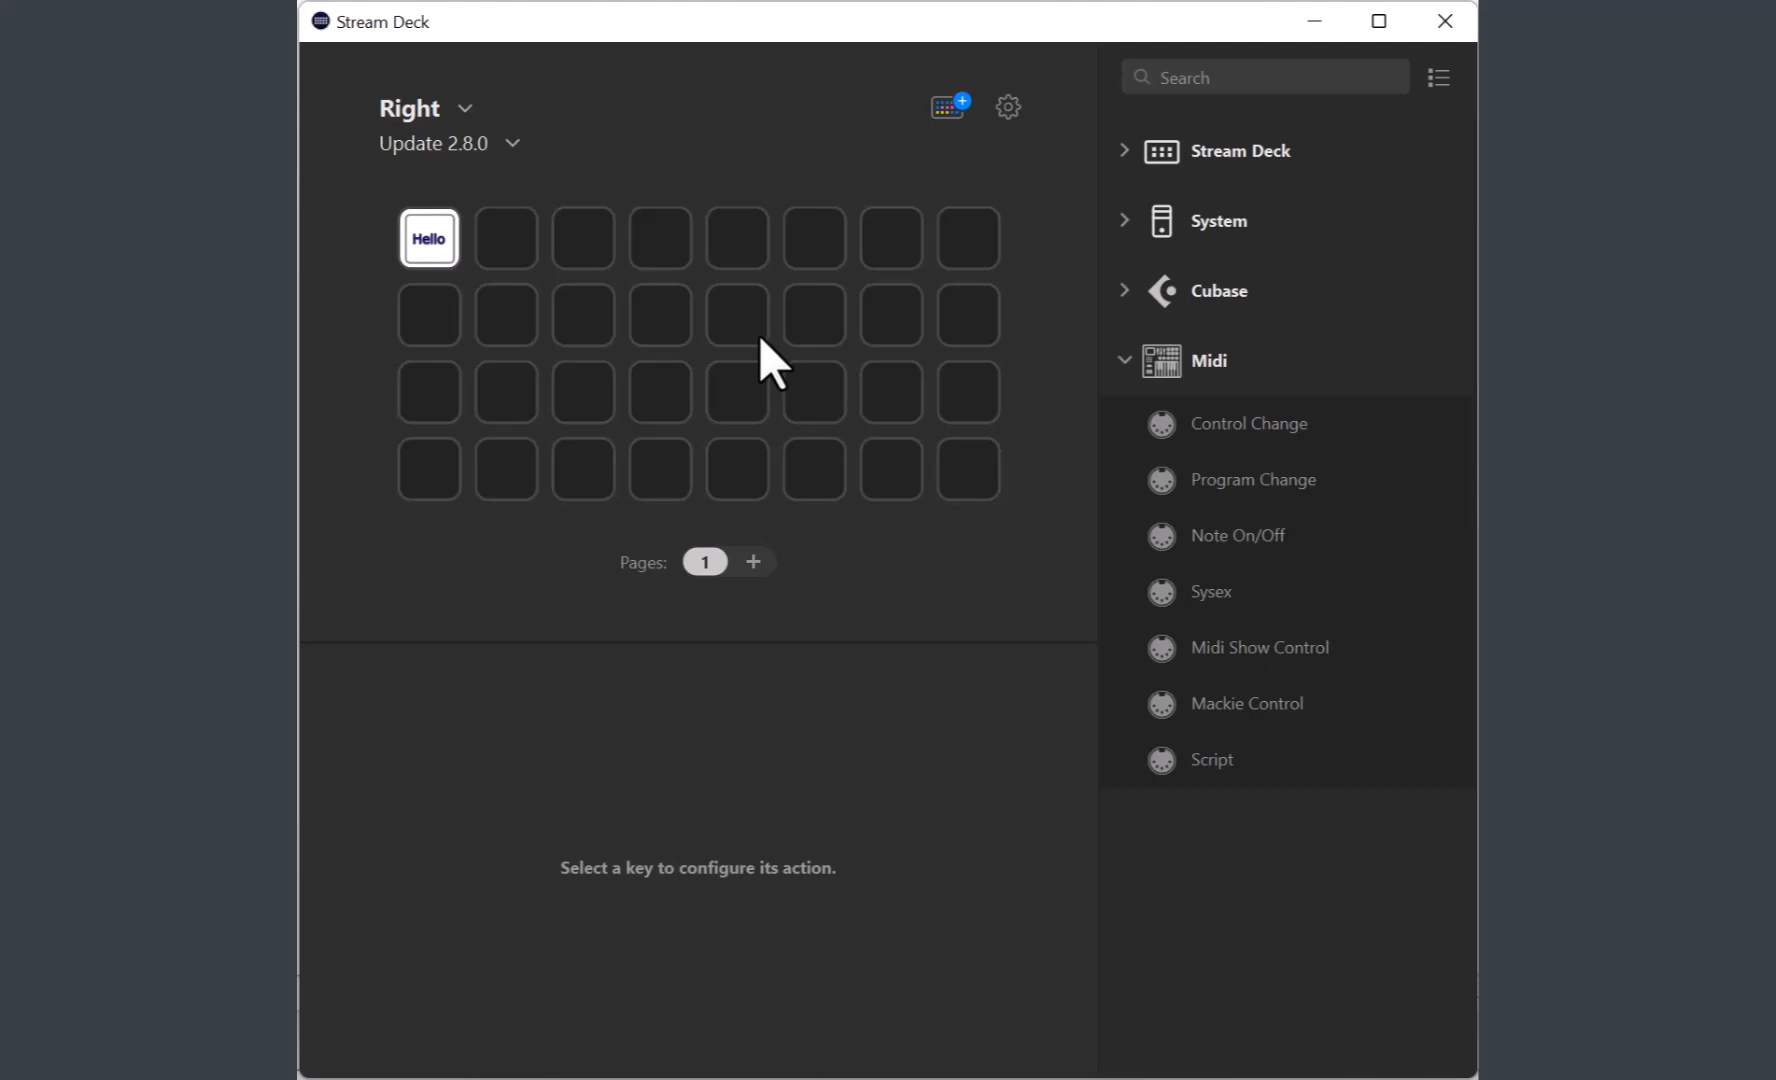 Stream Deck
Right
Update 2.8.0
Hello
Pages: 1 +
Select a key to configure its action.
Search
Stream Deck
System
Cubase
Midi
Control Change
Program Change
Note On/Off
Sysex
Midi Show Control
Mackie Control
Script